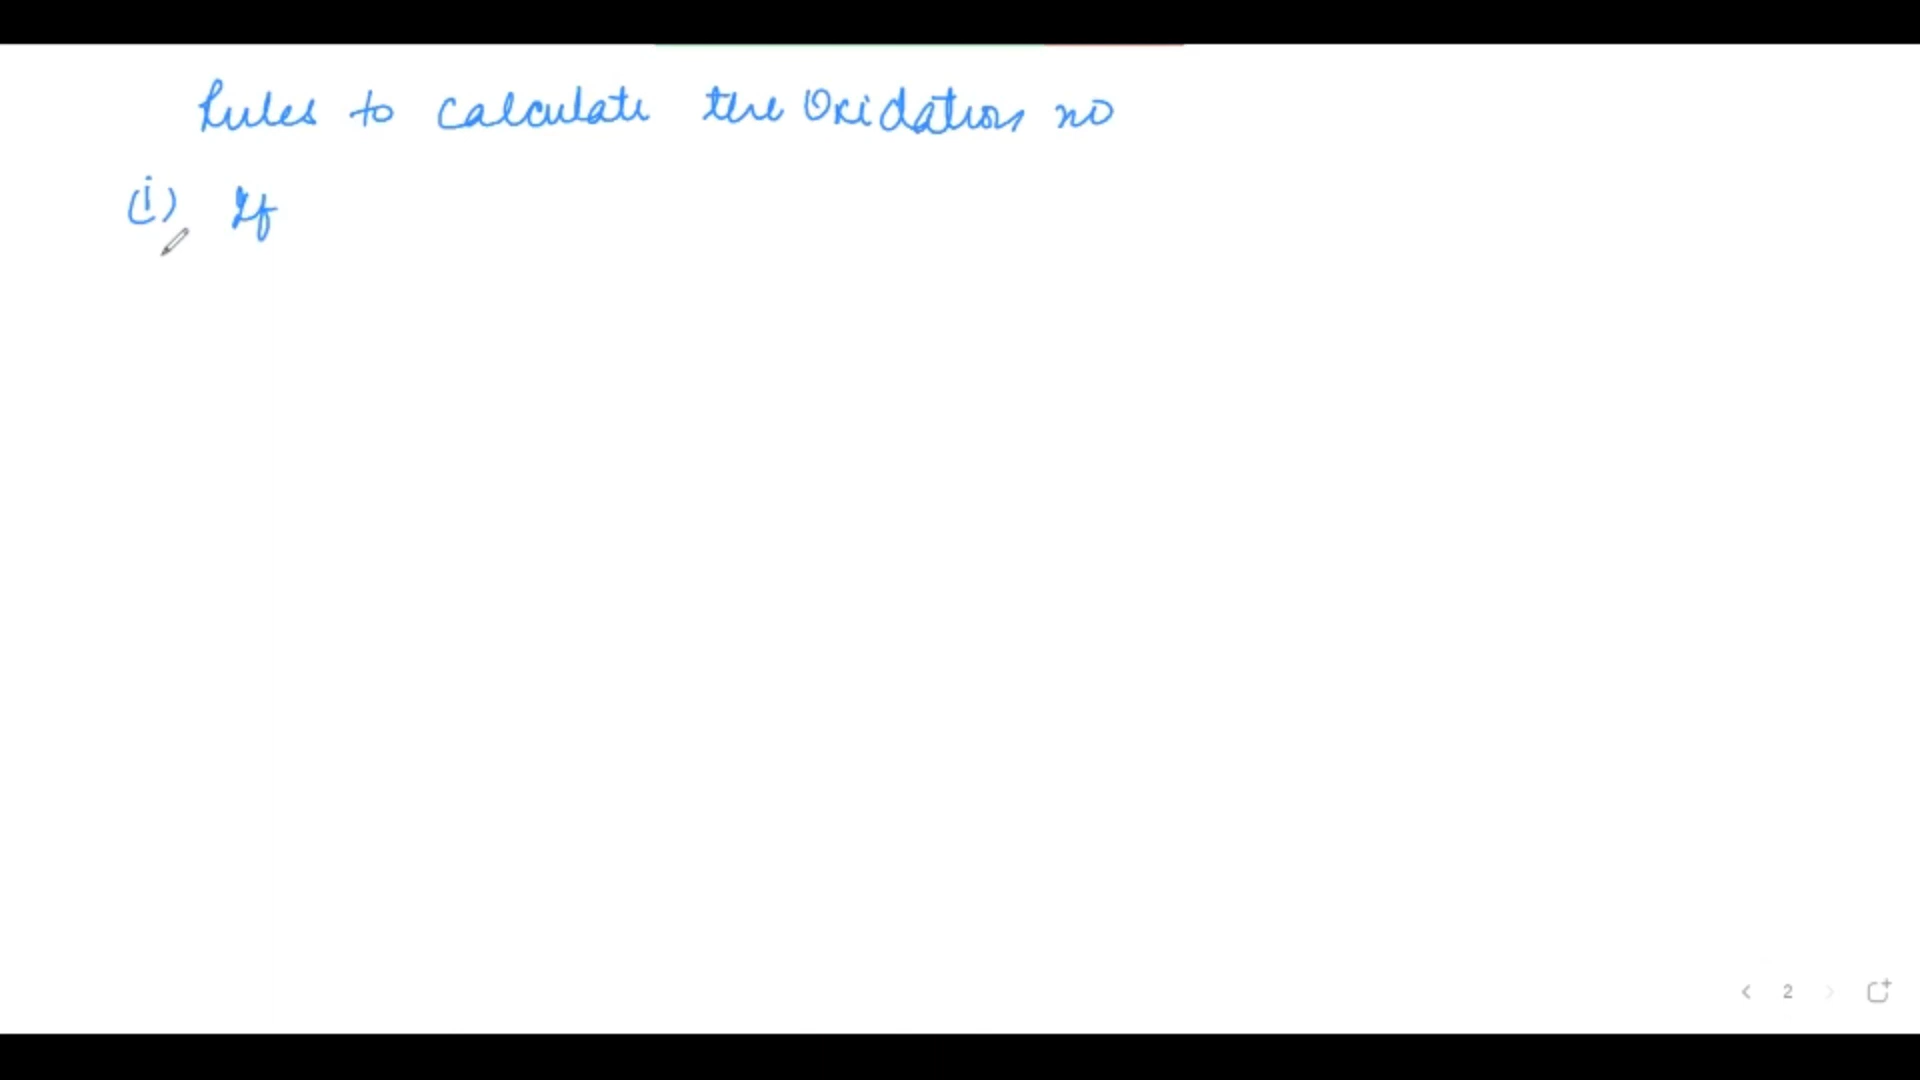 Rules to calculate the Oxidation no
(i) If
2